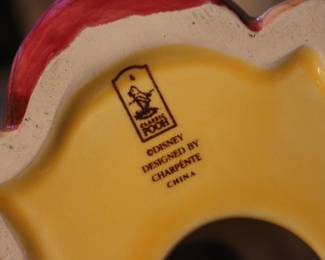 CLASSIC
POOH
©DISNEY
DESIGNED BY
CHARPENTE
CHINA